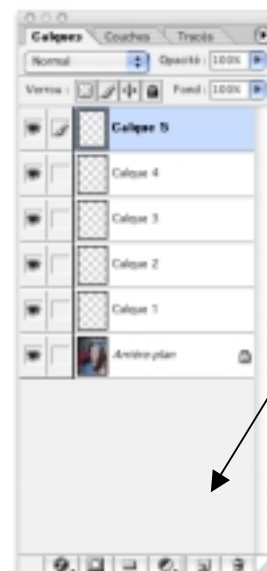 Calques Couches Tracés
Normal Opacité : 100%
Verrou : Fond : 100%
Calque 5
Calque 4
Calque 3
Calque 2
Calque 1
Arrière-plan